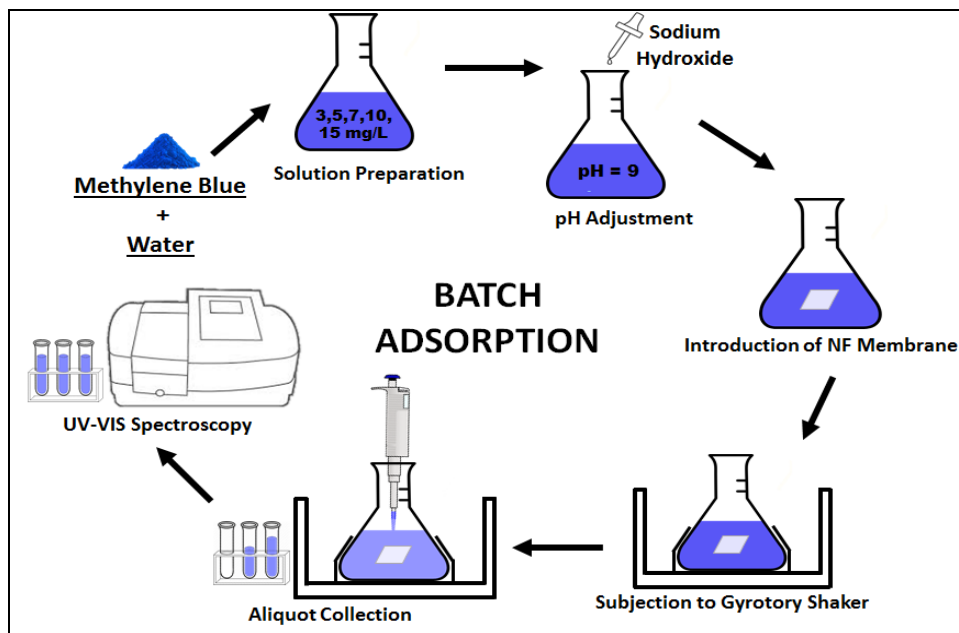 Methylene Blue
+
Water
3,5,7,10,
15 mg/L
Solution Preparation
Sodium
Hydroxide
pH = 9
pH Adjustment
Introduction of NF Membrane
Subjection to Gyrotory Shaker
Aliquot Collection
UV-VIS Spectroscopy
BATCH
ADSORPTION